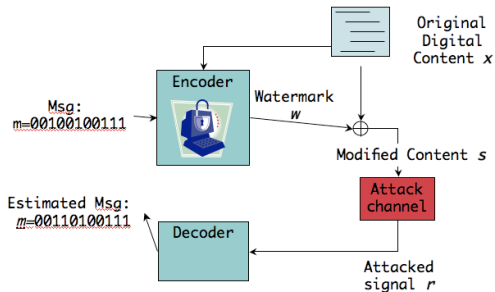 Original
Digital
Content x
Encoder
Msg:
m=00100100111
Watermark
w
Modified Content s
Attack
channel
Estimated Msg:
m=00110100111
Decoder
Attacked
signal r